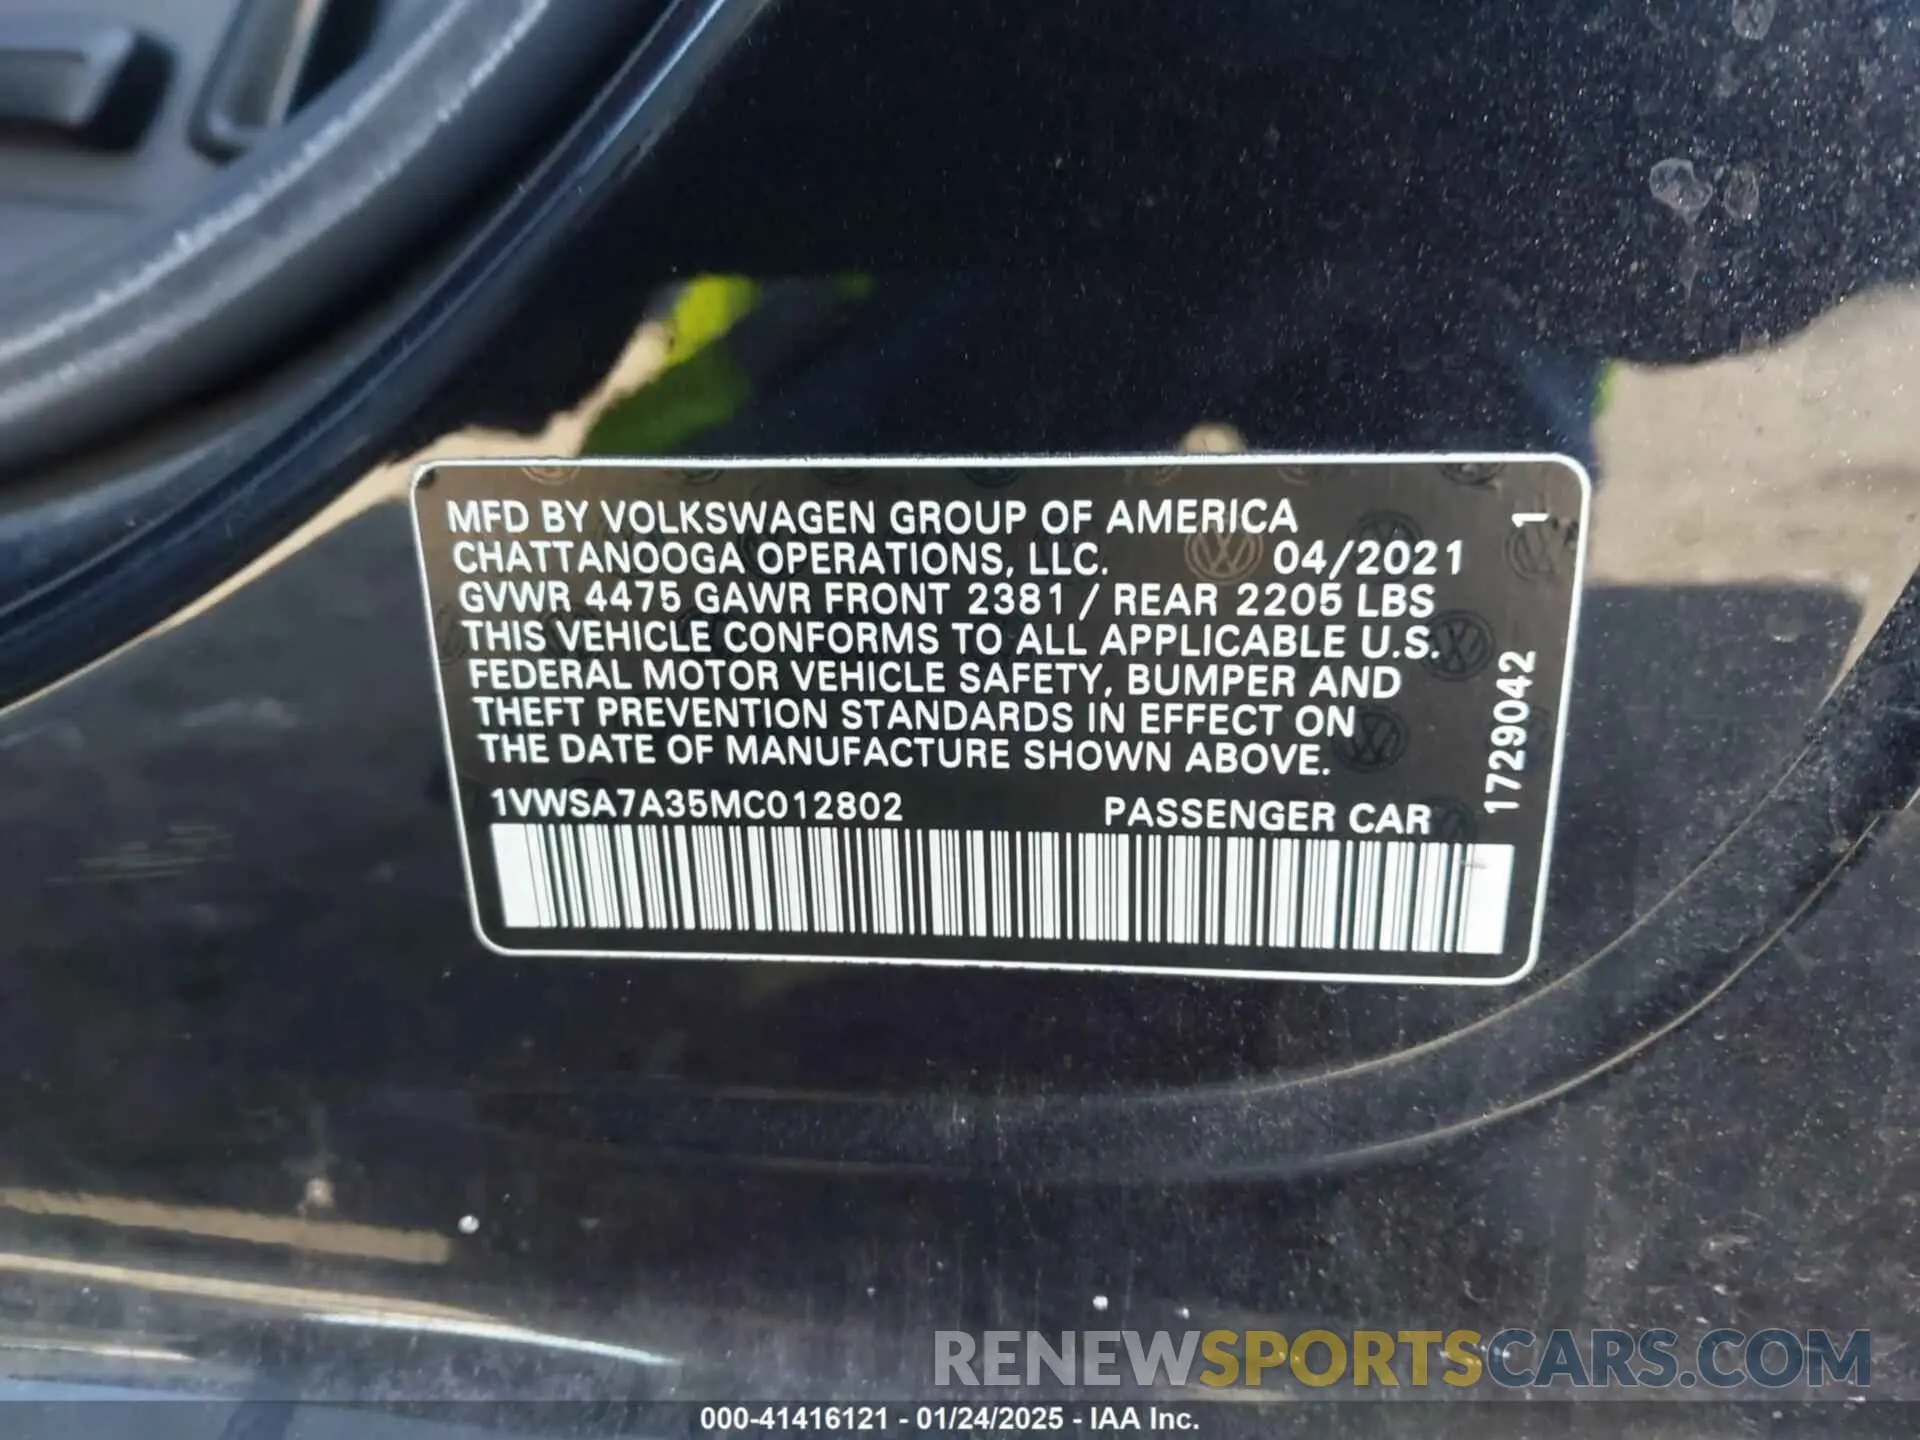 MFD BY VOLKSWAGEN GROUP OF AMERICA
CHATTANOOGA OPERATIONS, LLC. 04/2021
GVWR 4475 GAWR FRONT 2381 / REAR 2205 LBS
THIS VEHICLE CONFORMS TO ALL APPLICABLE U.S.
FEDERAL MOTOR VEHICLE SAFETY, BUMPER AND
THEFT PREVENTION STANDARDS IN EFFECT ON
THE DATE OF MANUFACTURE SHOWN ABOVE.
1VWSA7A35MC012802 PASSENGER CAR
1729042 1
RENEWSPORTSCARS.COM
000-41416121 - 01/24/2025 - IAA Inc.